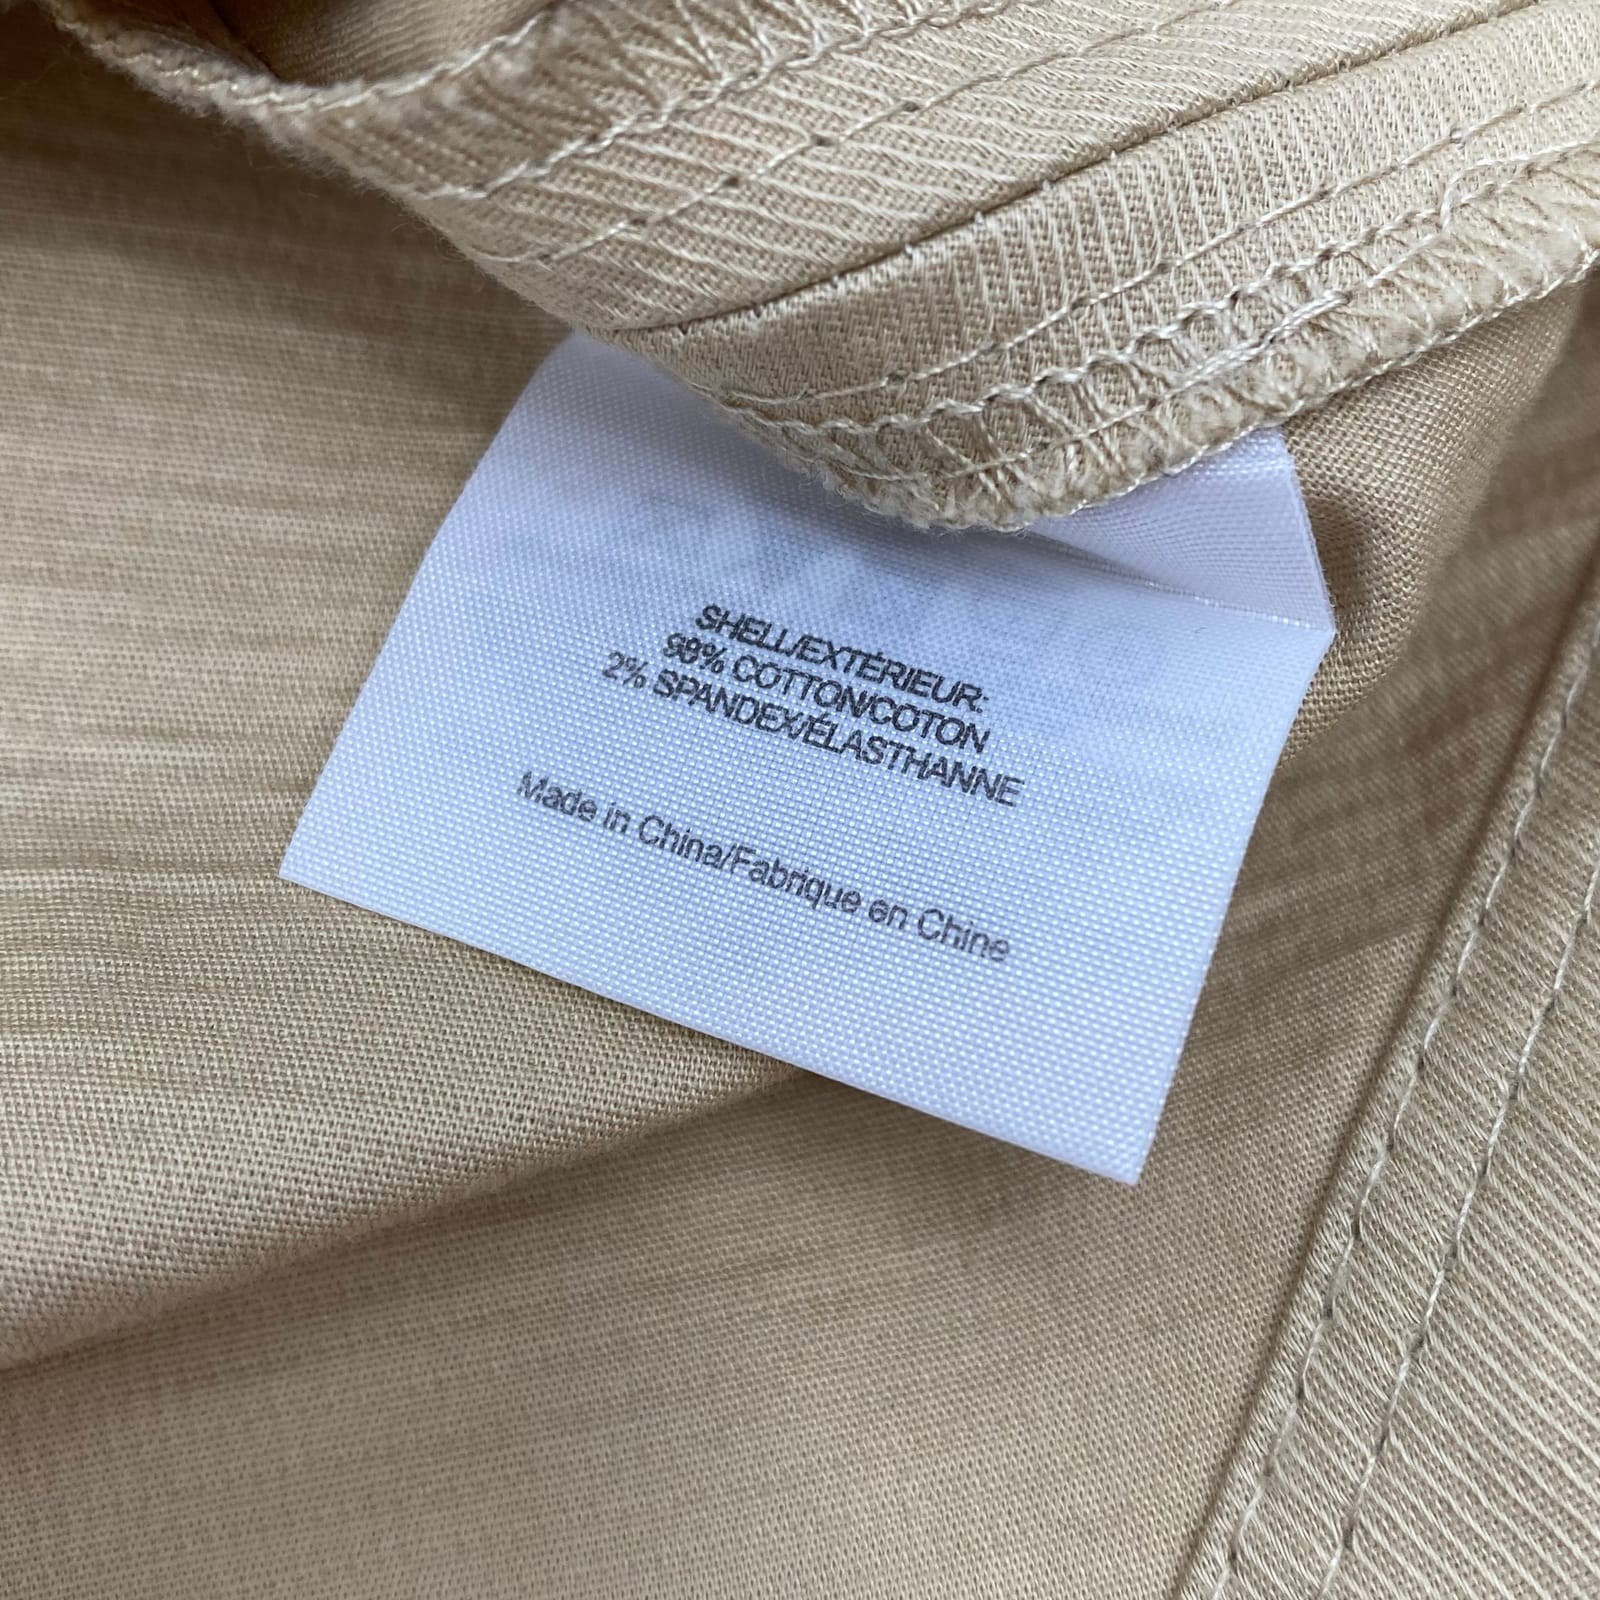 SHELL/EXTÉRIEUR:
98% COTTON/COTON
2% SPANDEX/ÉLASTHANNE
Made in China/Fabrique en Chine